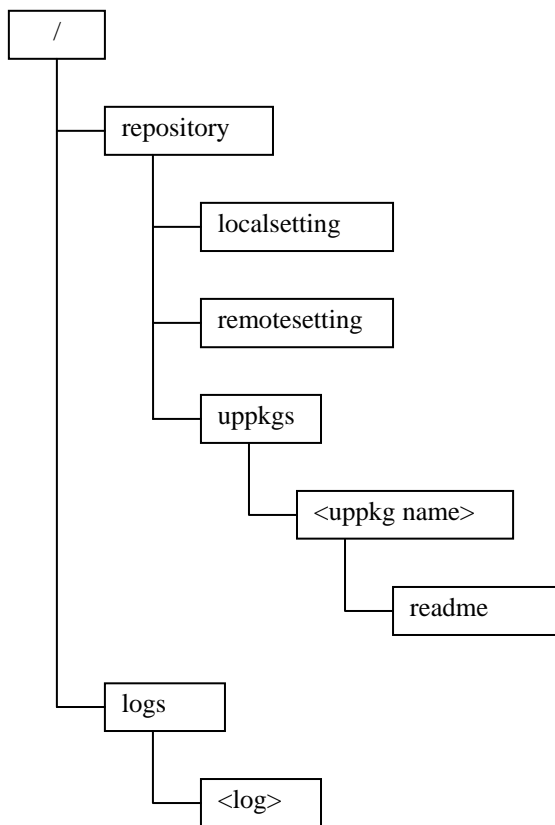 /
repository
localsetting
remotesetting
uppkgs
<uppkg name>
readme
logs
<log>